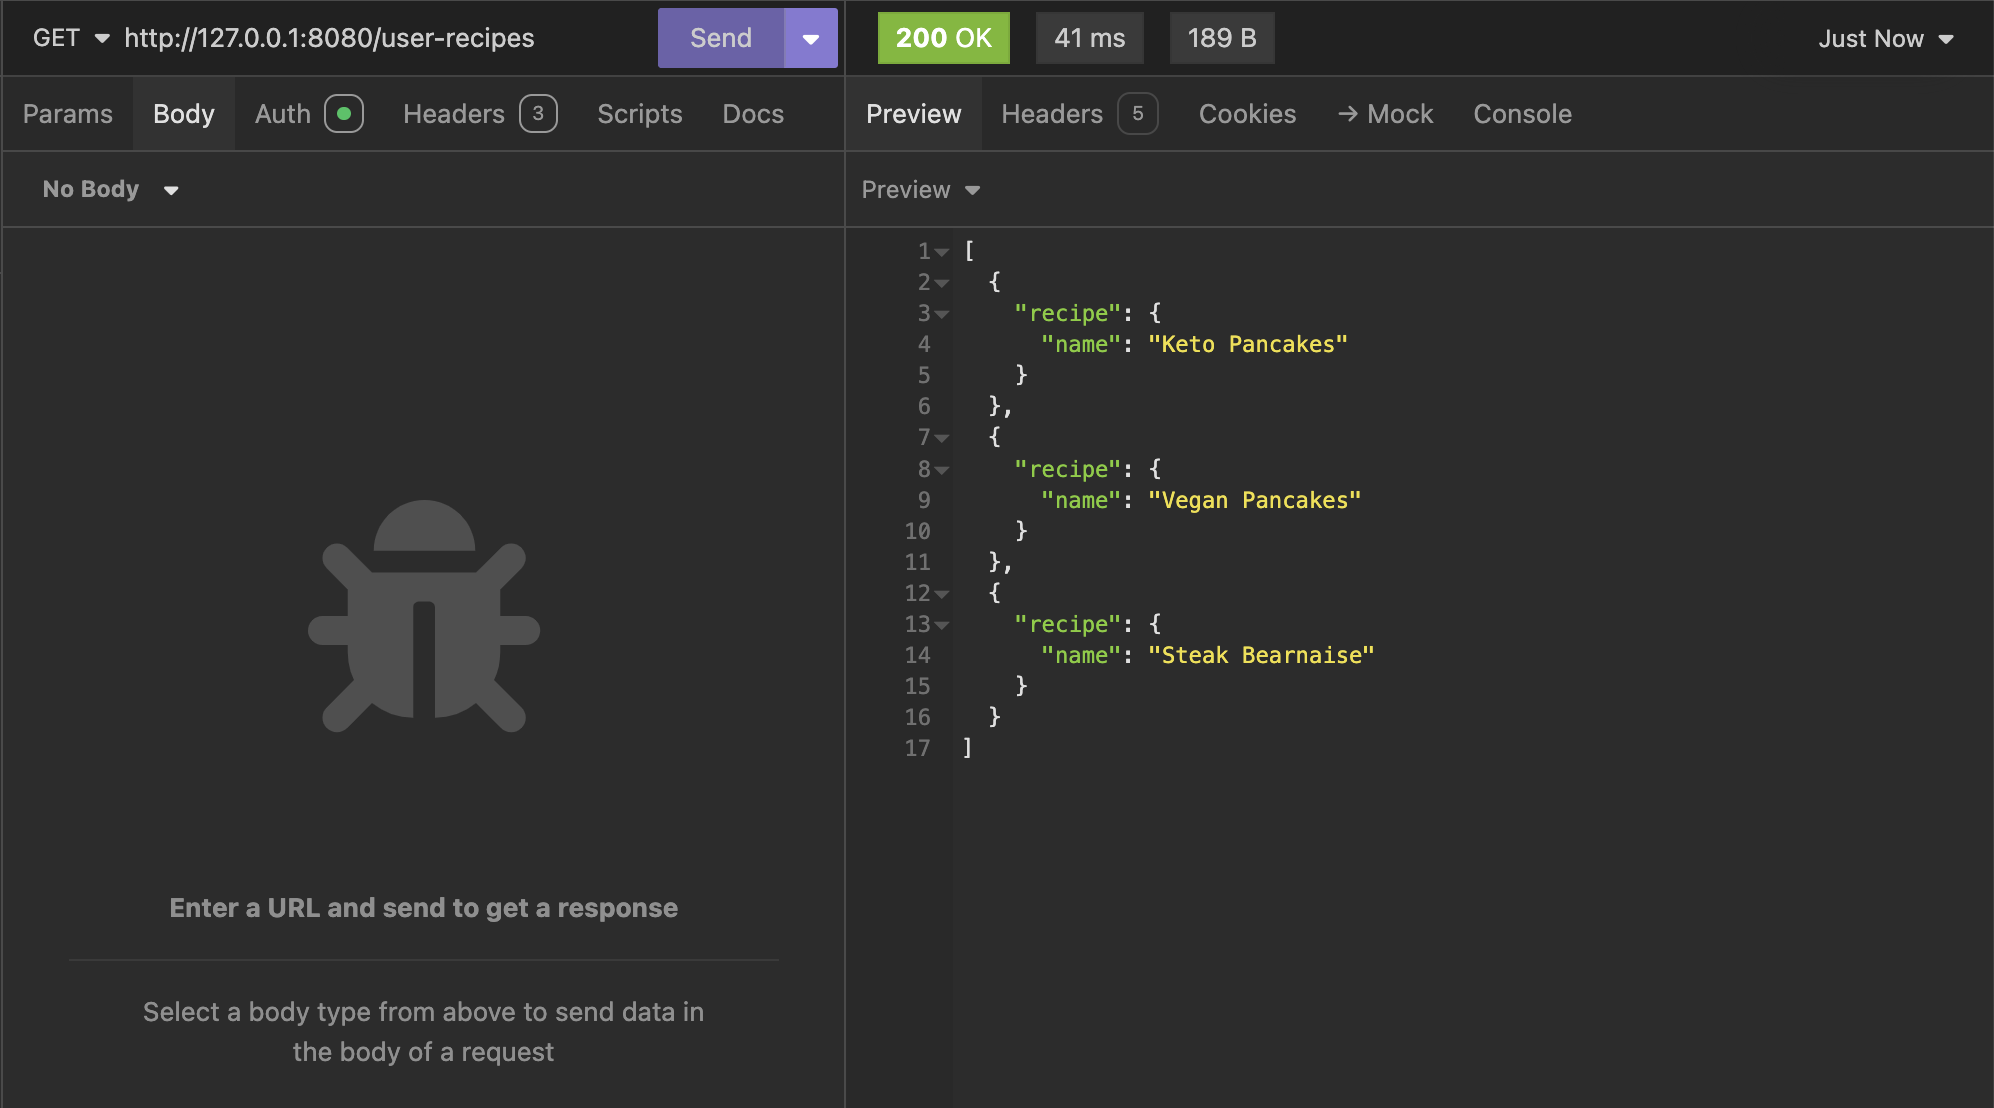 GET http://127.0.0.1:8080/user-recipes Send
Params Body Auth Headers 3 Scripts Docs
No Body
Enter a URL and send to get a response
Select a body type from above to send data in
the body of a request
200 OK 41 ms 189 B Just Now
Preview Headers 5 Cookies → Mock Console
Preview
1 [
2 {
3 "recipe": {
4 "name": "Keto Pancakes"
5 }
6 },
7 {
8 "recipe": {
9 "name": "Vegan Pancakes"
10 }
11 },
12 {
13 "recipe": {
14 "name": "Steak Bearnaise"
15 }
16 }
17 ]